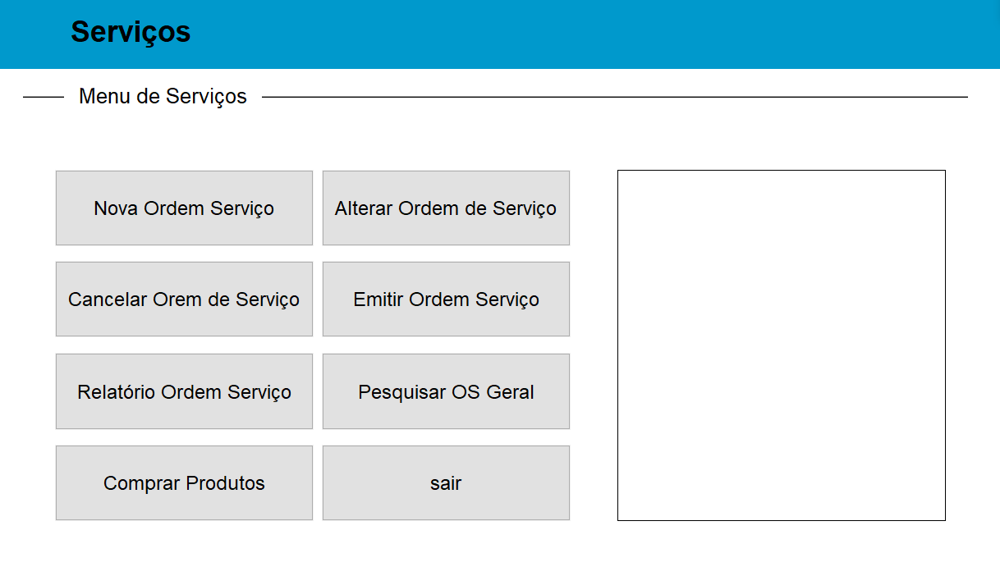 Serviços
Menu de Serviços
Nova Ordem Serviço
Alterar Ordem de Serviço
Cancelar Orem de Serviço
Emitir Ordem Serviço
Relatório Ordem Serviço
Pesquisar OS Geral
Comprar Produtos
sair